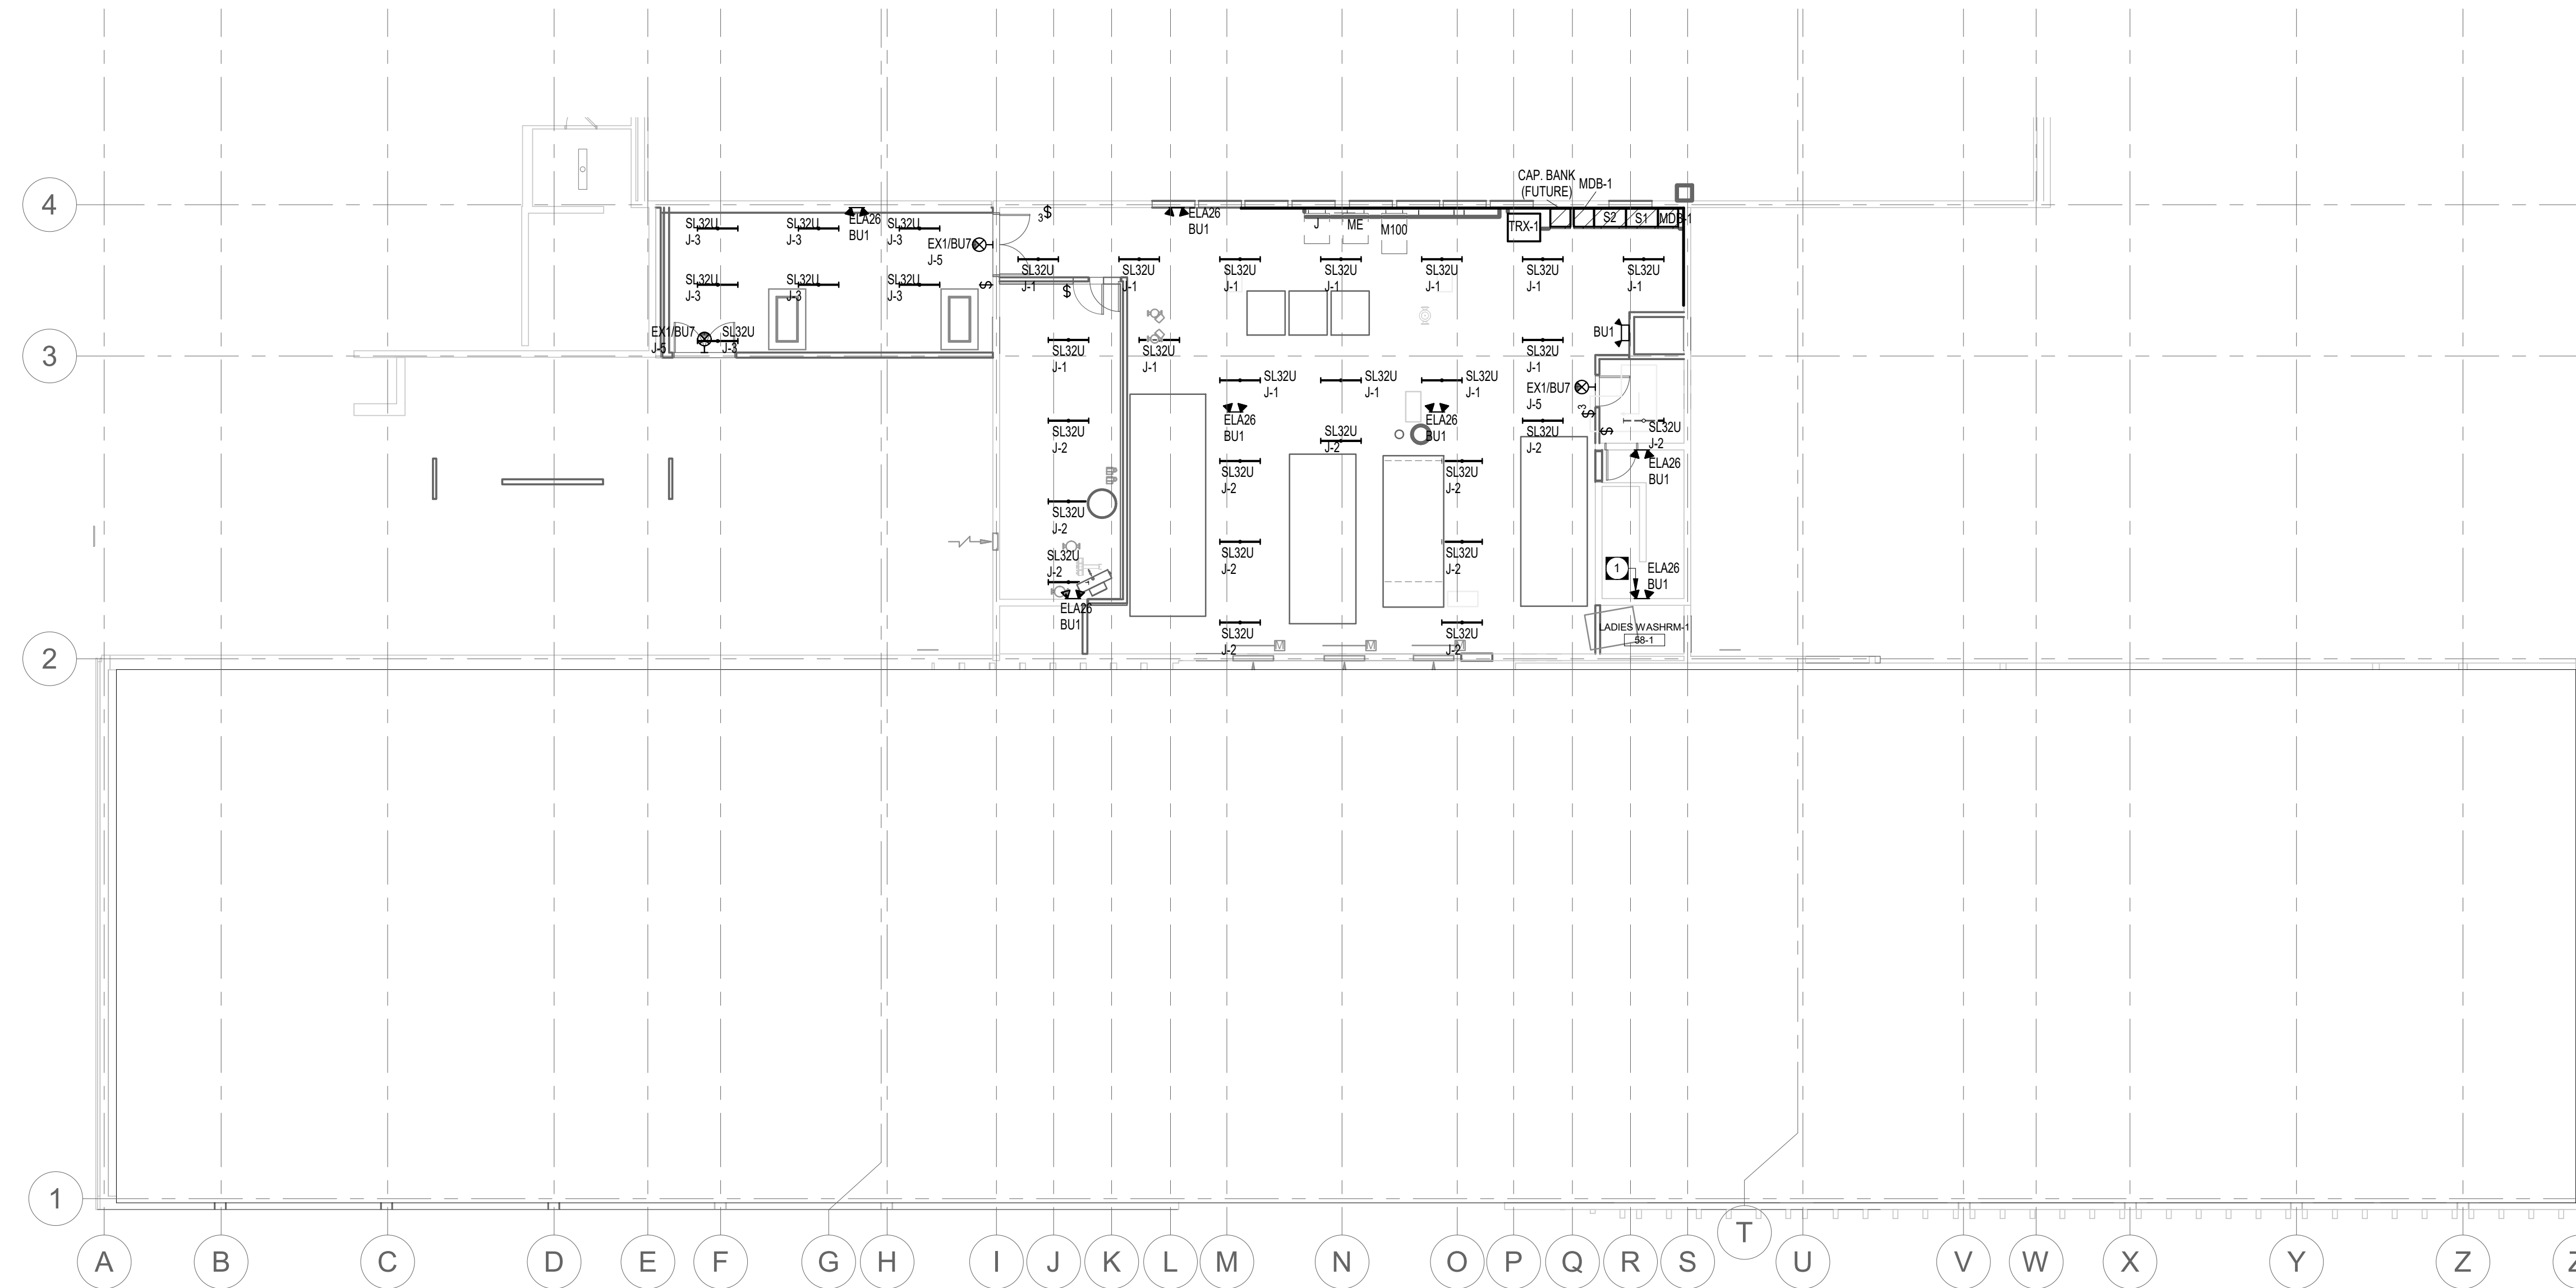 CAP. BANK
(FUTURE)
MDB-1
4
SL32U
J-3
SL32U
J-3
ELA26
BU1
SL32U
J-3
EX1/BU7
J-5
3
$
ELA26
BU1
J
ME
M100
TRX-1
S2
S1
MDB-1
SL32U
J-3
SL32U
J-3
SL32U
J-3
$
SL32U
J-1
$
SL32U
J-1
SL32U
J-1
SL32U
J-1
SL32U
J-1
SL32U
J-1
SL32U
J-1
EX1/BU7
J-5
SL32U
J-3
BU1
3
SL32U
J-1
SL32U
J-1
SL32U
J-1
SL32U
J-1
SL32U
J-1
SL32U
J-1
EX1/BU7
J-5
$3
ELA26
BU1
ELA26
BU1
SL32U
J-2
SL32U
J-2
SL32U
J-2
$
SL32U
J-2
SL32U
J-2
SL32U
J-2
ELA26
BU1
SL32U
J-2
SL32U
J-2
SL32U
J-2
SL32U
J-2
1
ELA26
BU1
ELA26
BU1
SL32U
J-2
SL32U
J-2
LADIES WASHRM-1
58-1
M
M
M
2
1
A
B
C
D
E
F
G
H
I
J
K
L
M
N
O
P
Q
R
S
T
U
V
W
X
Y
Z